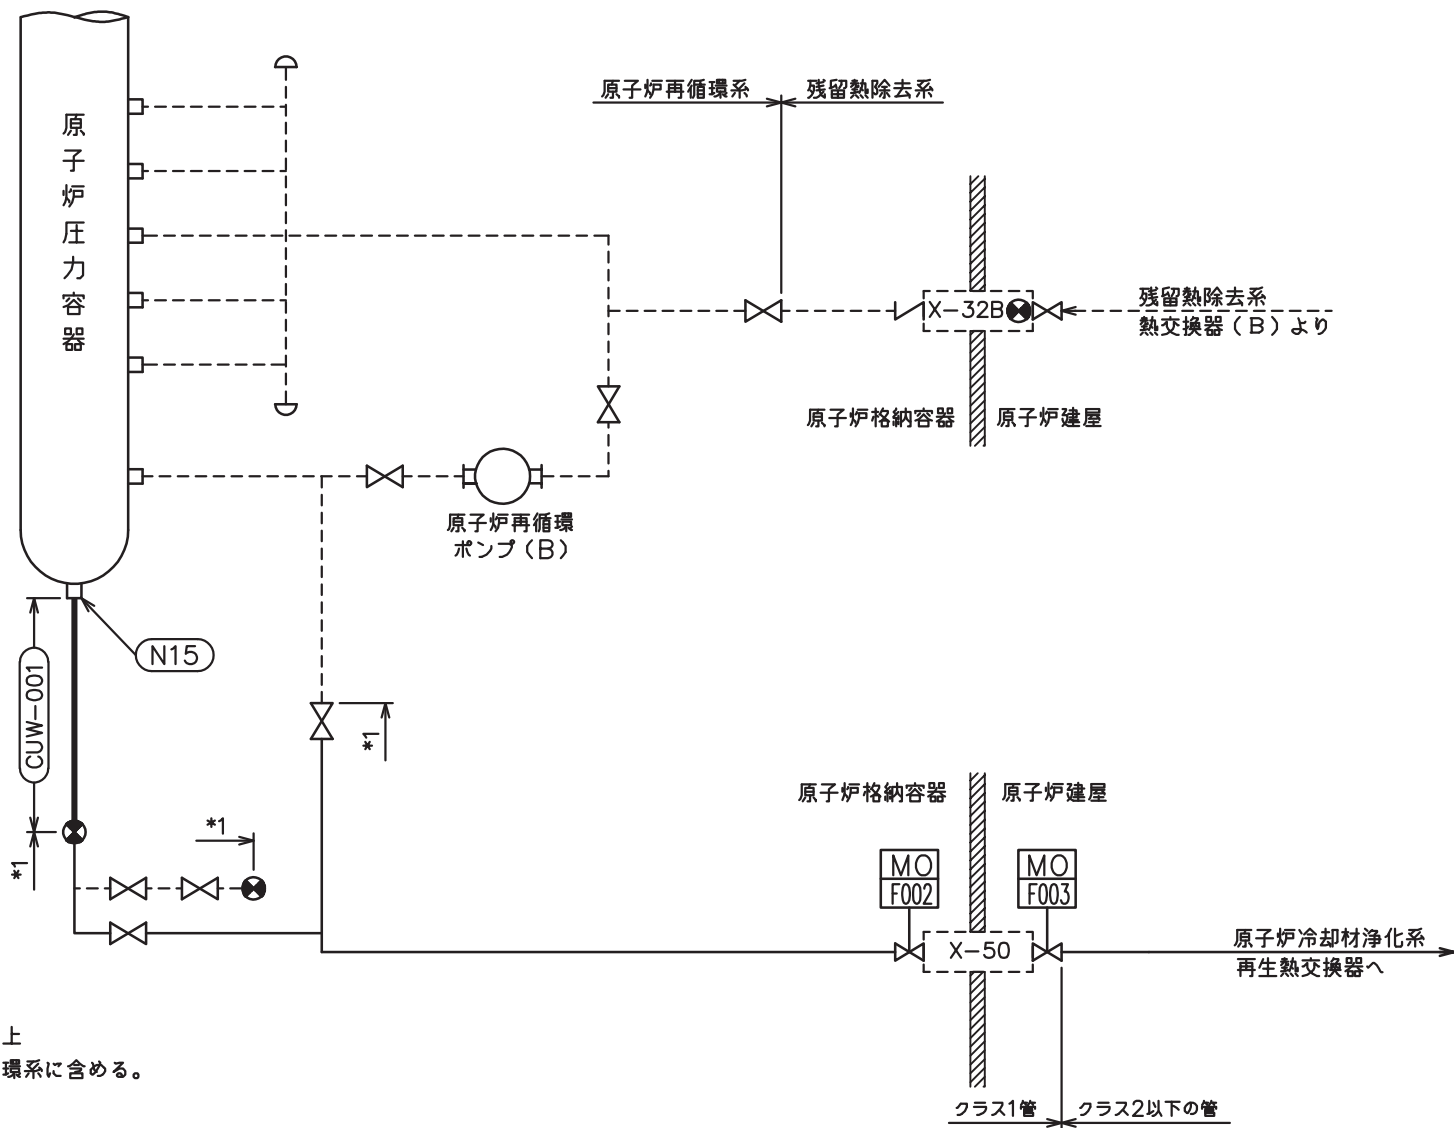 原子炉圧力容器
原子炉再循環系
残留熱除去系
X-32B
残留熱除去系
熱交換器（B）より
原子炉格納容器
原子炉建屋
原子炉再循環
ポンプ（B）
N15
CUW-001
*1
*1
*1
原子炉格納容器
原子炉建屋
MO
F002
MO
F003
X-50
原子炉冷却材浄化系
再生熱交換器へ
上
環系に含める。
クラス1管
クラス2以下の管